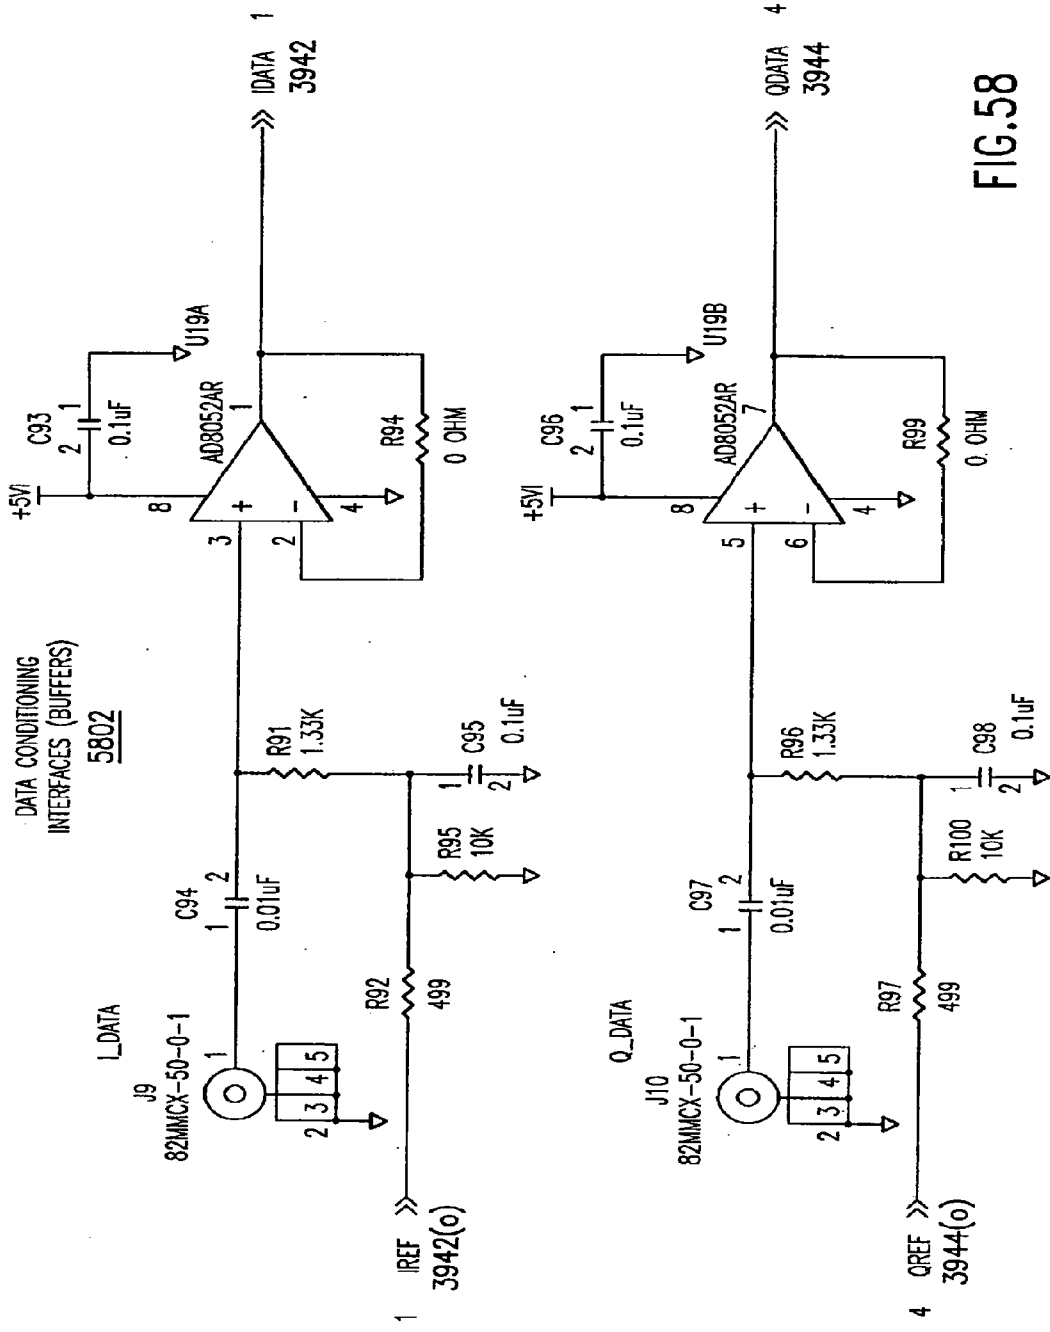 DATA CONDITIONING
INTERFACES (BUFFERS)
5802
I_DATA
J9
82MMCX-50-0-1
1
2 3 4 5
C94
1 2
0.01uF
R91
1.33K
R92
499
R95
10K
C95
1
2
0.1uF
1 IREF
3942(o)
+5VI
C93
2 1
0.1uF
U19A
AD8052AR
8
3 +
2 -
4
1
R94
0 OHM
IDATA 1
3942
Q_DATA
J10
82MMCX-50-0-1
1
2 3 4 5
C97
1 2
0.01uF
R96
1.33K
R97
499
R100
10K
C98
1
2
0.1uF
4 QREF
3944(o)
+5VI
C96
2 1
0.1uF
U19B
AD8052AR
8
5 +
6 -
4
7
R99
0. OHM
QDATA 4
3944
FIG.58